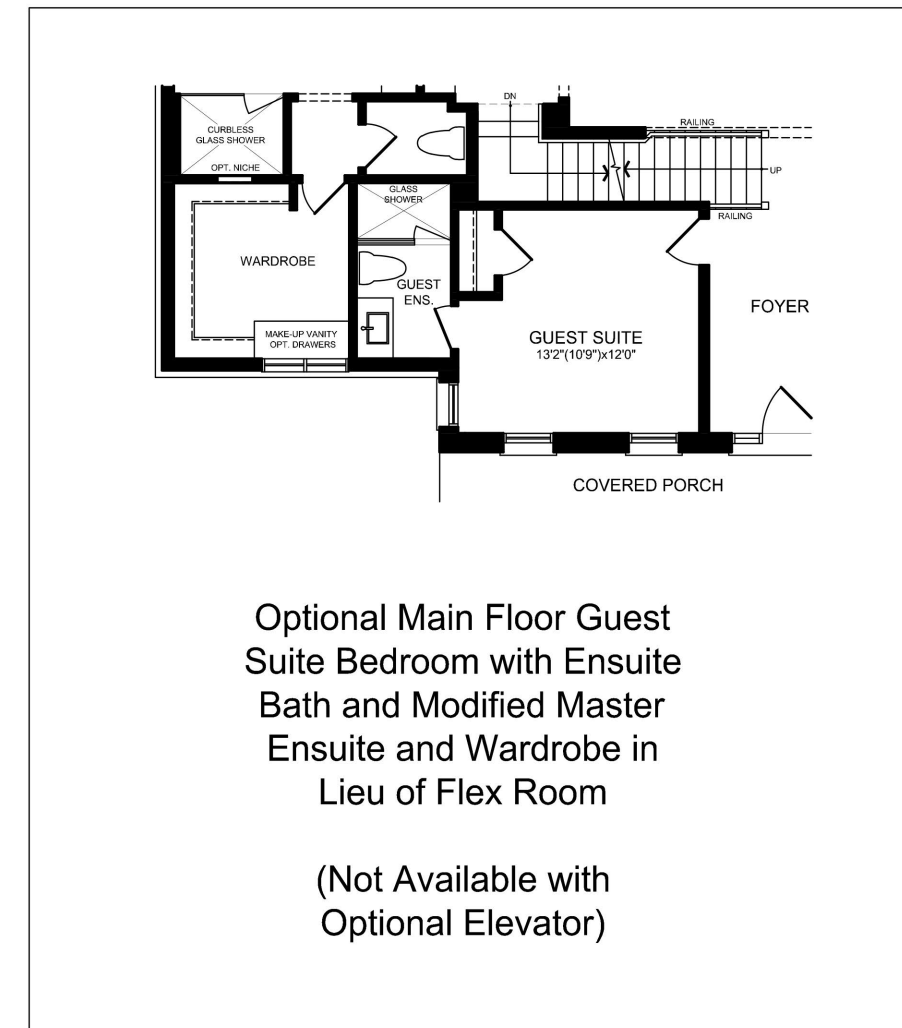 DN
RAILING
CURBLESS
GLASS SHOWER
OPT. NICHE
UP
GLASS
SHOWER
RAILING
WARDROBE
GUEST
ENS.
FOYER
MAKE-UP VANITY
OPT. DRAWERS
GUEST SUITE
13'2"(10'9")x12'0"
COVERED PORCH
Optional Main Floor Guest
Suite Bedroom with Ensuite
Bath and Modified Master
Ensuite and Wardrobe in
Lieu of Flex Room
(Not Available with
Optional Elevator)